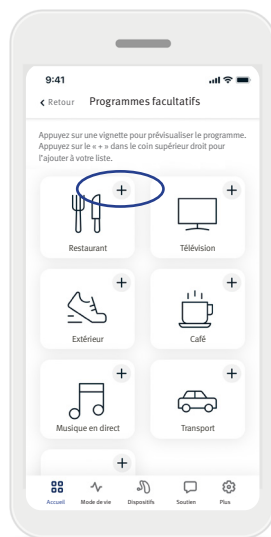 9:41
Retour Programmes facultatifs
Appuyez sur une vignette pour prévisualiser le programme.
Appuyez sur le « + » dans le coin supérieur droit pour
l'ajouter à votre liste.
+ +
Restaurant Télévision
+ +
Extérieur Café
+ +
Musique en direct Transport
+
Accueil Mode de vie Dispositifs Soutien Plus